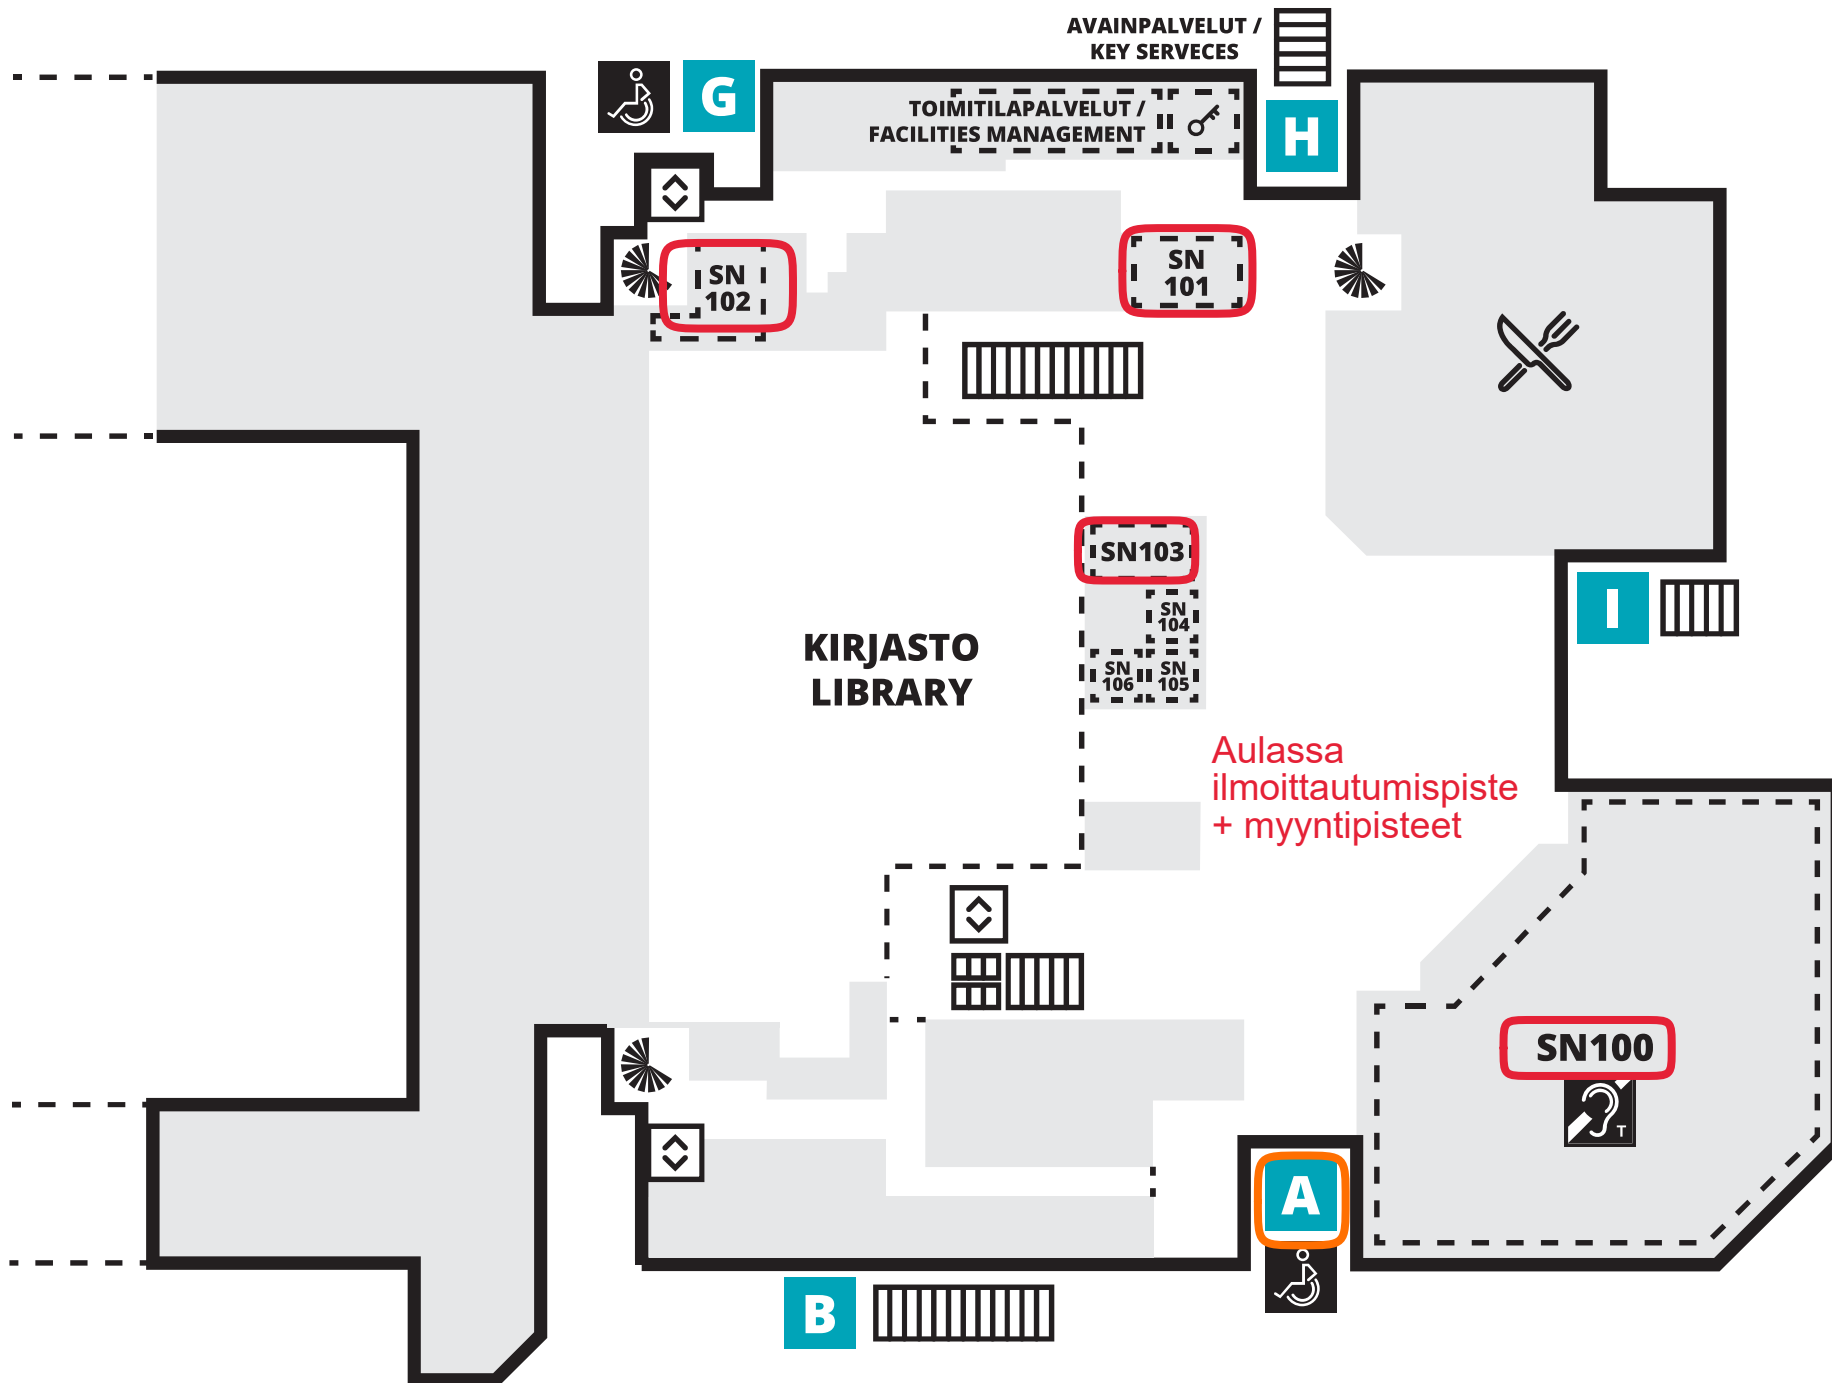 AVAINPALVELUT /
KEY SERVECES
G
TOIMITILAPALVELUT /
FACILITIES MANAGEMENT
H
SN
102
SN
101
SN103
SN
104
SN
106
SN
105
I
KIRJASTO
LIBRARY
Aulassa
ilmoittautumispiste
+ myyntipisteet
SN100
T
A
B